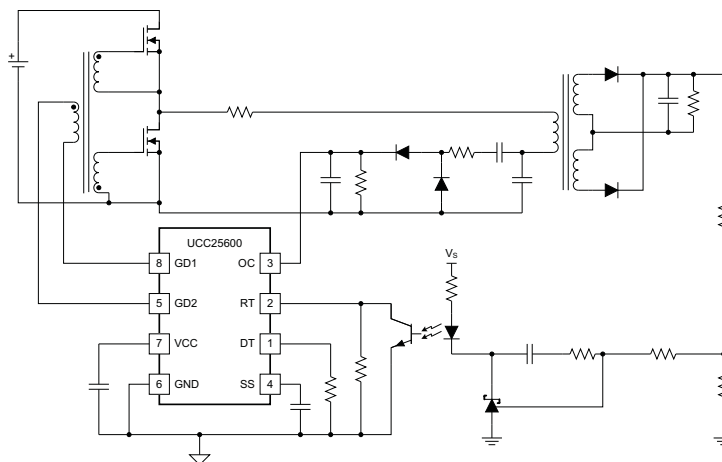 +
UCC25600
8 GD1 OC 3
Vs
5 GD2 RT 2
7 VCC DT 1
6 GND SS 4